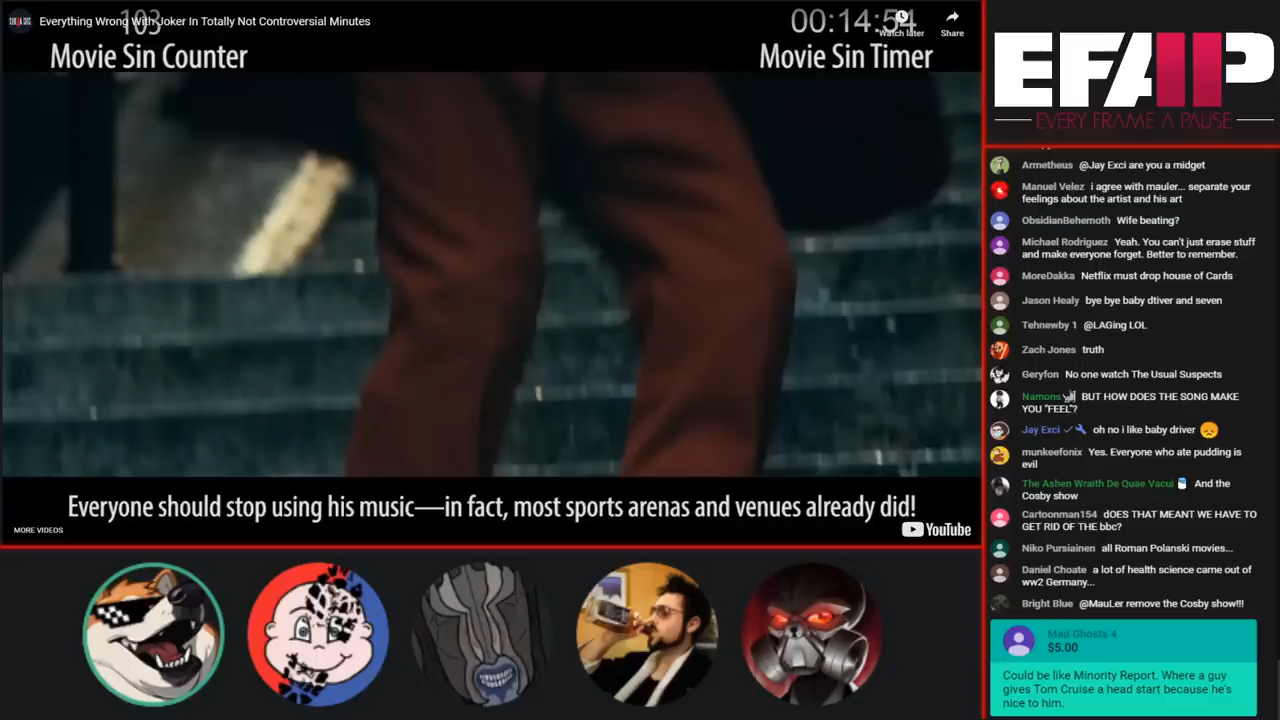 Everything Wrong With Joker In Totally Not Controversial Minutes
103
Movie Sin Counter
00:14:54
Watch later
Share
Movie Sin Timer
Everyone should stop using his music—in fact, most sports arenas and venues already did!
MORE VIDEOS
YouTube
EFAP
EVERY FRAME A PAUSE
Armetheus @Jay Exci are you a midget
Manuel Velez i agree with mauler... separate your
feelings about the artist and his art
ObsidianBehemoth Wife beating?
Michael Rodriguez Yeah. You can't just erase stuff
and make everyone forget. Better to remember.
MoreDakka Netflix must drop house of Cards
Jason Healy bye bye baby dtiver and seven
Tehnewby 1 @LAGing LOL
Zach Jones truth
Geryfon No one watch The Usual Suspects
Namons BUT HOW DOES THE SONG MAKE
YOU "FEEL"?
Jay Exci oh no i like baby driver
munkeefonix Yes. Everyone who ate pudding is
evil
The Ashen Wraith De Quae Vacui And the
Cosby show
Cartoonman154 dOES THAT MEANT WE HAVE TO
GET RID OF THE bbc?
Niko Pursiainen all Roman Polanski movies...
Daniel Choate a lot of health science came out of
ww2 Germany...
Bright Blue @MauLer remove the Cosby show!!!
Mad Ghosts 4
$5.00
Could be like Minority Report. Where a guy
gives Tom Cruise a head start because he's
nice to him.